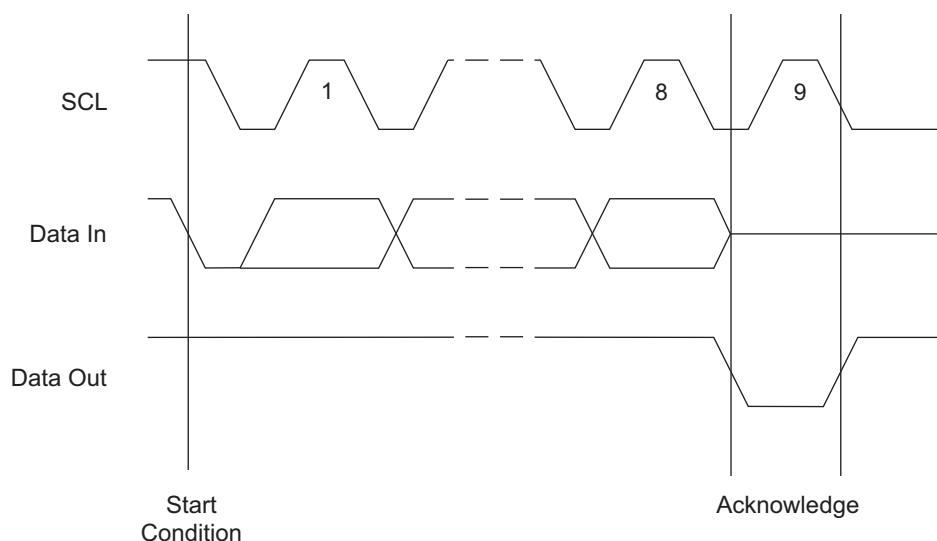 SCL
1
8
9
Data In
Data Out
Start
Condition
Acknowledge